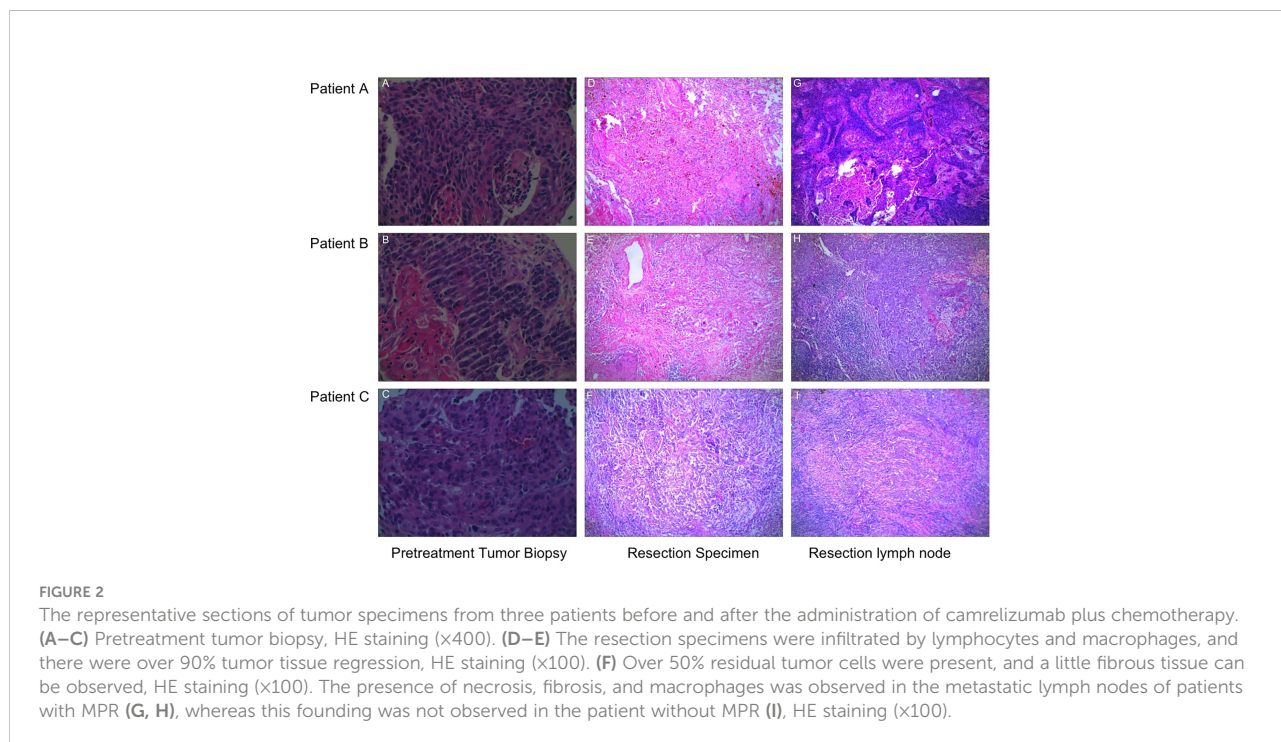 Patient A
A
D
G
Patient B
B
E
H
Patient C
C
F
I
Pretreatment Tumor Biopsy
Resection Specimen
Resection lymph node
FIGURE 2
The representative sections of tumor specimens from three patients before and after the administration of camrelizumab plus chemotherapy.
(A–C) Pretreatment tumor biopsy, HE staining (×400). (D–E) The resection specimens were infiltrated by lymphocytes and macrophages, and
there were over 90% tumor tissue regression, HE staining (×100). (F) Over 50% residual tumor cells were present, and a little fibrous tissue can
be observed, HE staining (×100). The presence of necrosis, fibrosis, and macrophages was observed in the metastatic lymph nodes of patients
with MPR (G, H), whereas this founding was not observed in the patient without MPR (I), HE staining (×100).